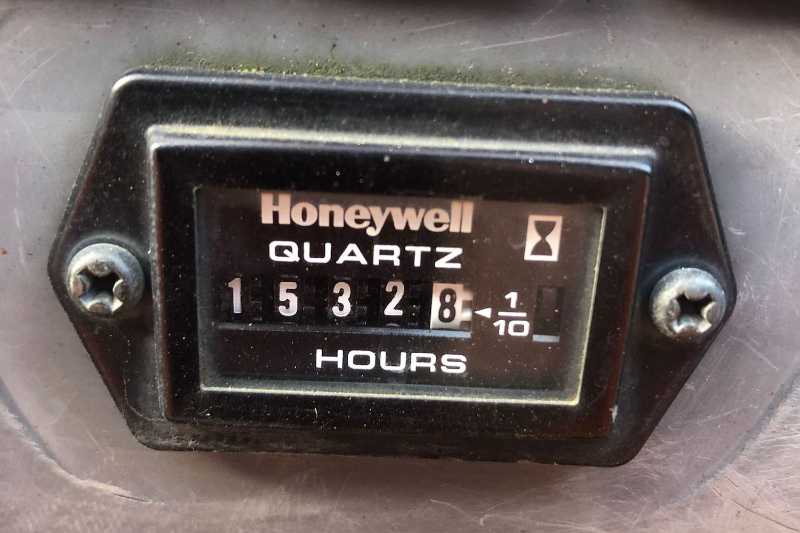 Honeywell
QUARTZ
1 5 3 2 8 ◄ 1/10
HOURS